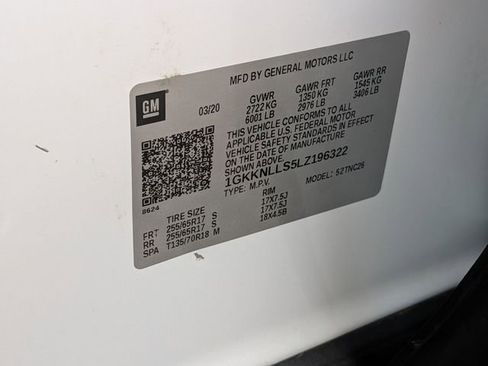 MFD BY GENERAL MOTORS LLC
GM
03/20 GVWR GAWR FRT GAWR RR
2722 KG 1350 KG 1545 KG
6001 LB 2976 LB 3406 LB
THIS VEHICLE CONFORMS TO ALL
APPLICABLE U.S. FEDERAL MOTOR
VEHICLE SAFETY STANDARDS IN EFFECT
ON THE DATE OF MANUFACTURE
SHOWN ABOVE.
1GKKNLLS5LZ196322
TYPE: M.P.V. MODEL: 5ZTNC26
8624
TIRE SIZE RIM
FRT 255/65R17 S 17X7.5J
RR 255/65R17 S 17X7.5J
SPA T135/70R18 M 18X4.5B